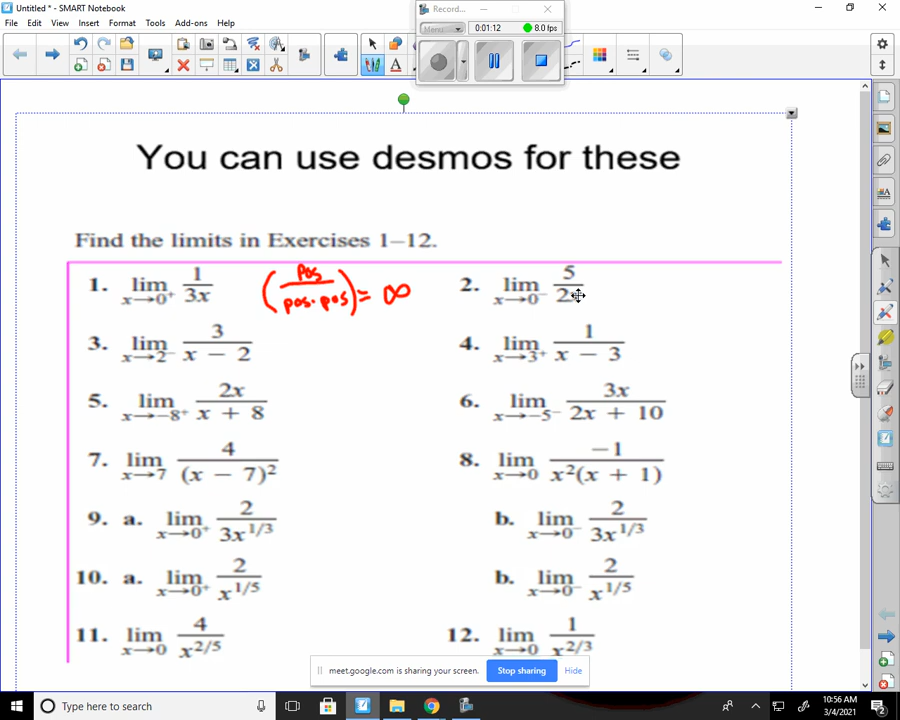 Untitled * - SMART Notebook
Record...
File Edit View Insert Format Tools Add-ons Help
Menu 0:01:12 8.0 fps
You can use desmos for these
Find the limits in Exercises 1–12.
1. lim x→0⁺ 1/3x (pos/pos·pos) = ∞ 2. lim x→0⁻ 5/2x
3. lim x→2⁻ 3/x − 2 4. lim x→3⁺ 1/x − 3
5. lim x→−8⁺ 2x/x + 8 6. lim x→−5⁻ 3x/2x + 10
7. lim x→7 4/(x − 7)² 8. lim x→0 −1/x²(x + 1)
9. a. lim x→0⁺ 2/3x^1/3 b. lim x→0⁻ 2/3x^1/3
10. a. lim x→0⁺ 2/x^1/5 b. lim x→0⁻ 2/x^1/5
11. lim x→0 4/x^2/5 12. lim x→0 1/x^2/3
meet.google.com is sharing your screen. Stop sharing Hide
Type here to search
10:56 AM
3/4/2021
2